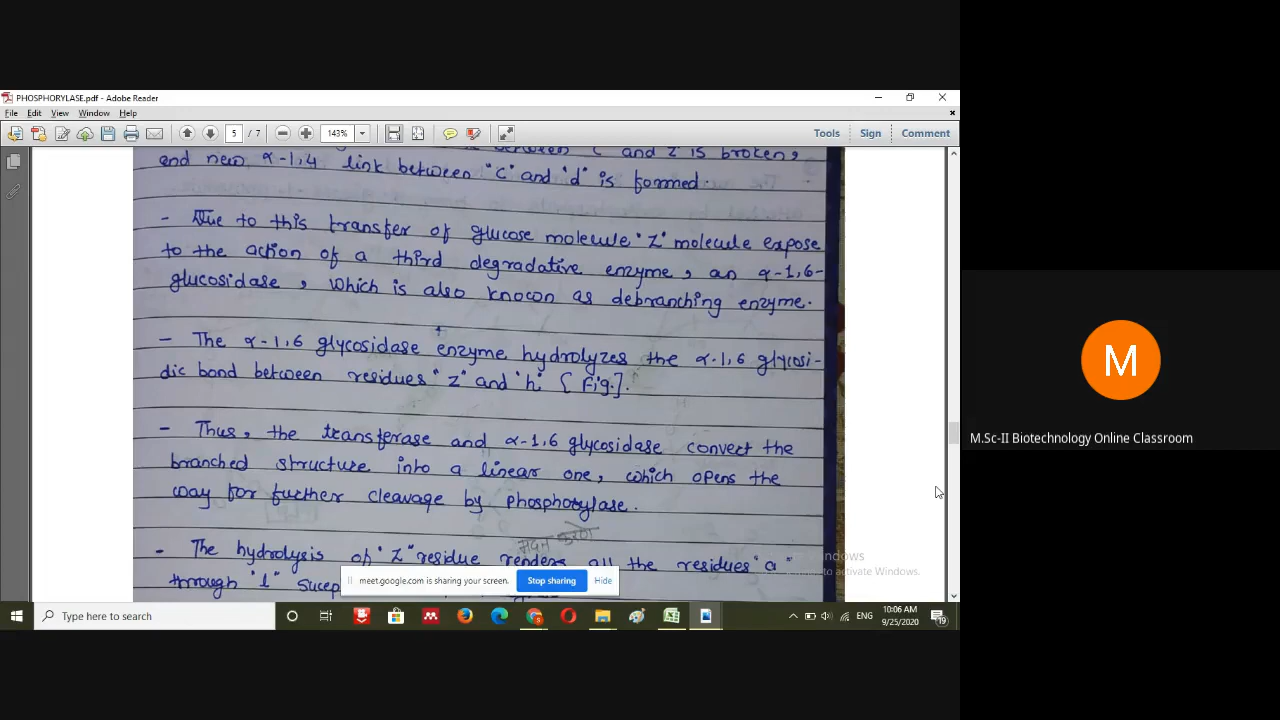 PHOSPHORYLASE.pdf - Adobe Reader
File Edit View Window Help
5 / 7 143% Tools Sign Comment
between "c" and z is broken,
and new α-1,4 link between "c" and "d" is formed.
- Due to this transfer of glucose molecule "z" molecule expose
to the action of a third degradative enzyme, an α-1,6-
glucosidase, which is also known as debranching enzyme.
- The α-1,6 glycosidase enzyme hydrolyzes the α-1,6 glycosi-
dic bond between residues "z" and "h" [Fig.].
- Thus, the transferase and α-1,6 glycosidase convert the
branched structure into a linear one, which opens the
way for further cleavage by phosphorylase.
- The hydrolysis of "z" residue renders all the residues "a"
through "l"
meet.google.com is sharing your screen. Stop sharing Hide
M
M.Sc-II Biotechnology Online Classroom
Type here to search
ENG
10:06 AM
9/25/2020
19